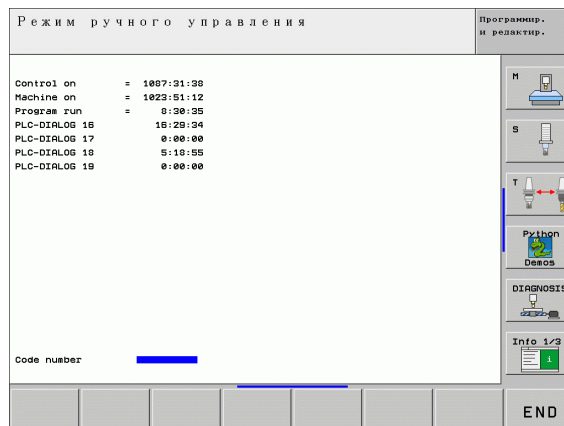 Режим ручного управления
Программир.
и редактир.
Control on = 1087:31:38
Machine on = 1023:51:12
Program run = 8:30:35
PLC-DIALOG 16 16:29:34
PLC-DIALOG 17 0:00:00
PLC-DIALOG 18 5:18:55
PLC-DIALOG 19 0:00:00
Code number
M
S
T
Python
Demos
DIAGNOSIS
Info 1/3
i
END